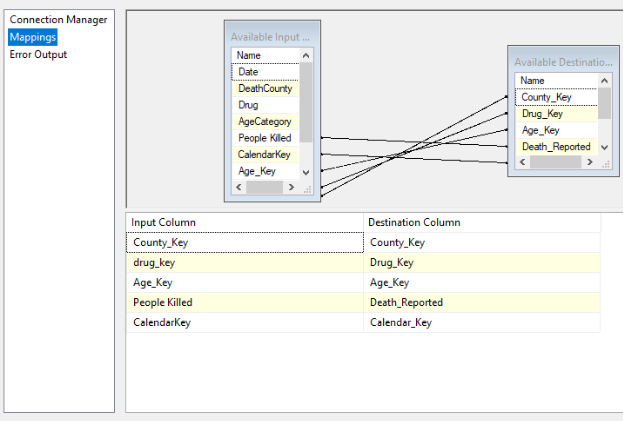 Connection Manager
Mappings
Error Output
Available Input ...
Name
Date
DeathCounty
Drug
AgeCategory
People Killed
CalendarKey
Age_Key
Available Destinatio...
Name
County_Key
Drug_Key
Age_Key
Death_Reported
Input Column Destination Column
County_Key County_Key
drug_key Drug_Key
Age_Key Age_Key
People Killed Death_Reported
CalendarKey Calendar_Key